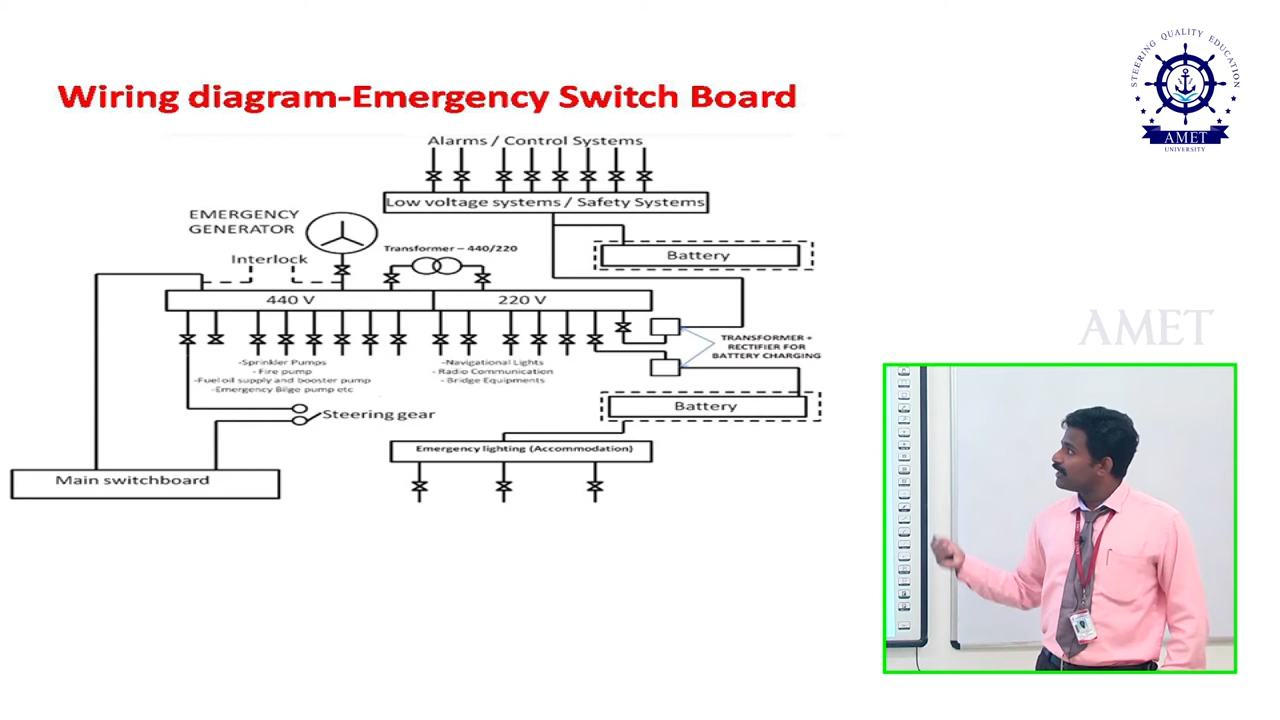 STEERING QUALITY EDUCATION
AMET
UNIVERSITY
Wiring diagram-Emergency Switch Board
Alarms / Control Systems
Low voltage systems / Safety Systems
EMERGENCY
GENERATOR
Transformer – 440/220
Interlock
Battery
440 V
220 V
TRANSFORMER +
RECTIFIER FOR
BATTERY CHARGING
-Sprinkler Pumps
- Fire pump
-Fuel oil supply and booster pump
-Emergency Bilge pump etc
-Navigational Lights
- Radio Communication
- Bridge Equipments
Battery
Steering gear
Emergency lighting (Accommodation)
Main switchboard
AMET